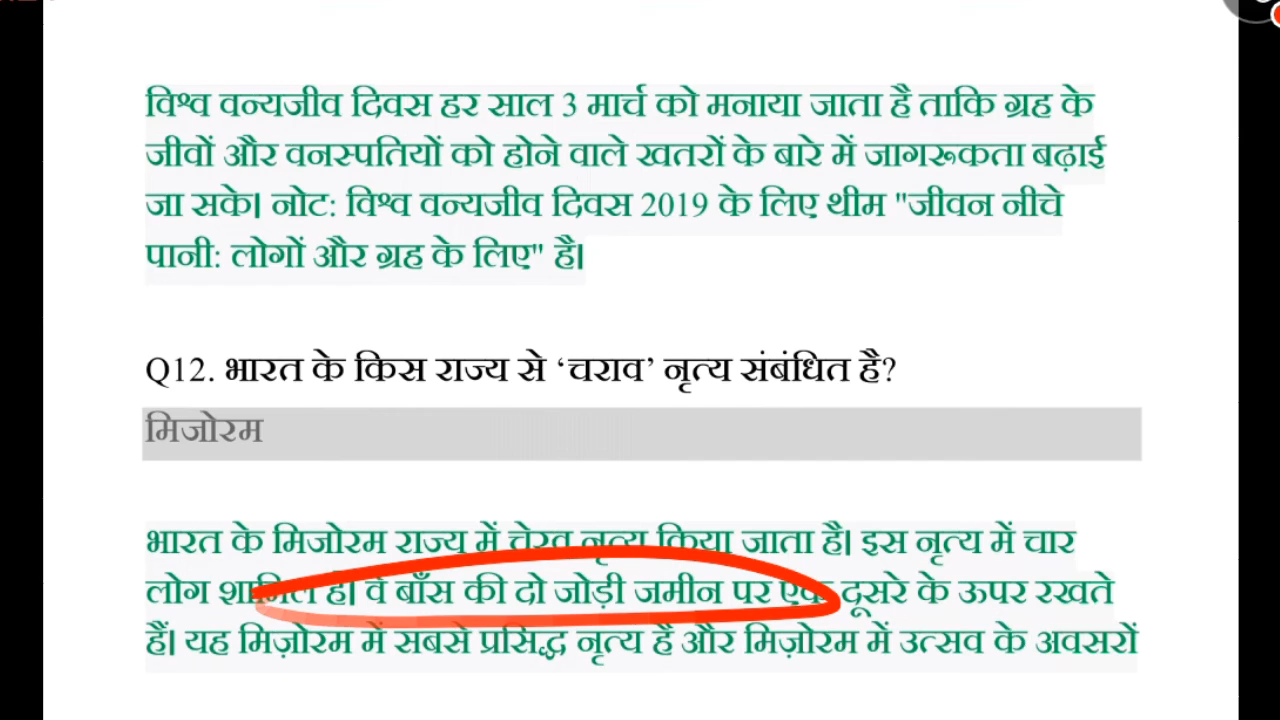 विश्व वन्यजीव दिवस हर साल 3 मार्च को मनाया जाता है ताकि ग्रह के
जीवों और वनस्पतियों को होने वाले खतरों के बारे में जागरूकता बढ़ाई
जा सके। नोट: विश्व वन्यजीव दिवस 2019 के लिए थीम "जीवन नीचे
पानी: लोगों और ग्रह के लिए" है।
Q12. भारत के किस राज्य से ‘चराव’ नृत्य संबंधित है?
मिजोरम
भारत के मिजोरम राज्य में चेरव नृत्य किया जाता है। इस नृत्य में चार
लोग शामिल हैं। वे बाँस की दो जोड़ी जमीन पर एक दूसरे के ऊपर रखते
हैं। यह मिज़ोरम में सबसे प्रसिद्ध नृत्य है और मिज़ोरम में उत्सव के अवसरों